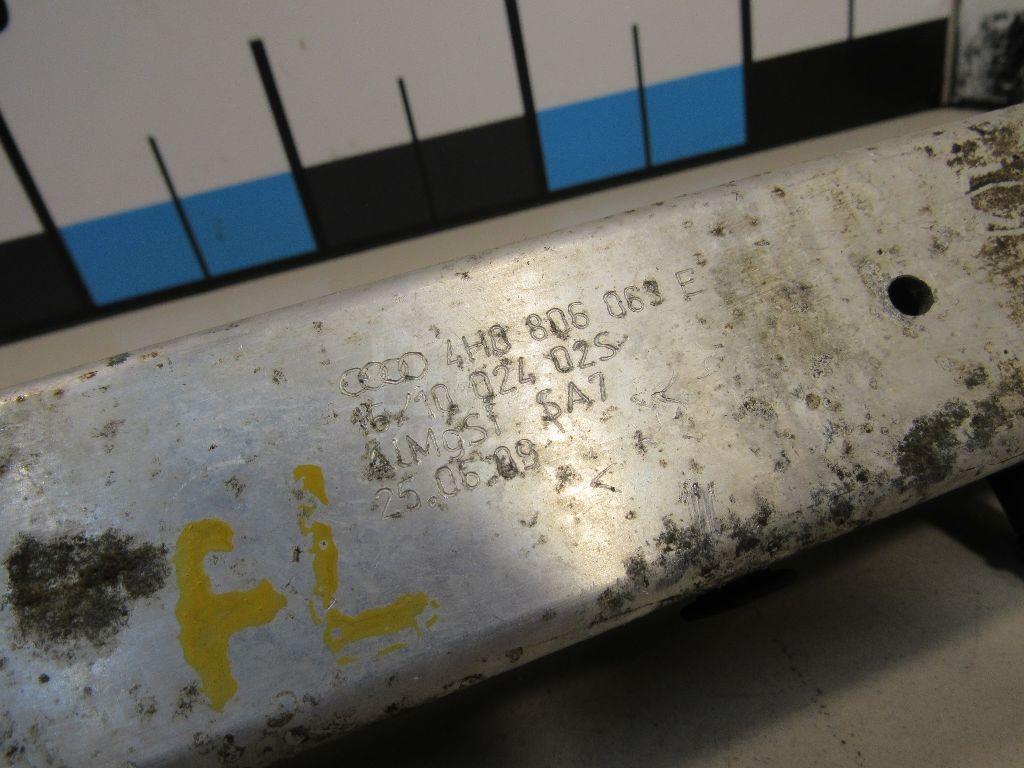 4H0 806 063 E
16/10 024 02S
ALMGSI SA7
25.06.09
FL